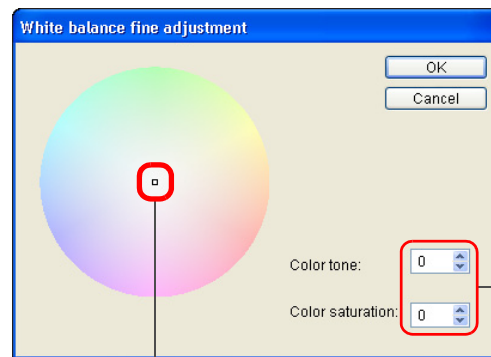 White balance fine adjustment
OK
Cancel
Color tone: 0
Color saturation: 0